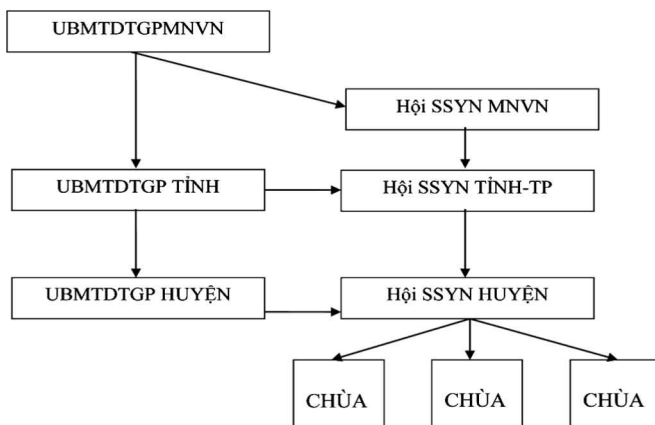 UBMTDTGPMNVN
Hội SSYN MNVN
UBMTDTGP TỈNH
Hội SSYN TỈNH-TP
UBMTDTGP HUYỆN
Hội SSYN HUYỆN
CHÙA
CHÙA
CHÙA